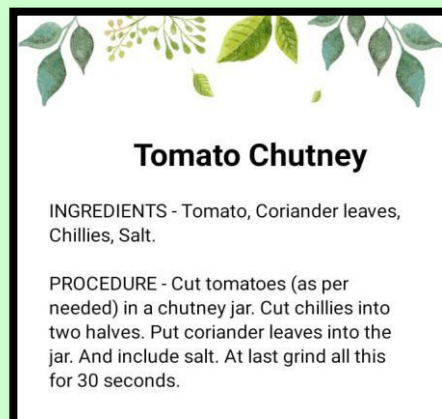 Tomato Chutney
INGREDIENTS - Tomato, Coriander leaves,
Chillies, Salt.
PROCEDURE - Cut tomatoes (as per
needed) in a chutney jar. Cut chillies into
two halves. Put coriander leaves into the
jar. And include salt. At last grind all this
for 30 seconds.